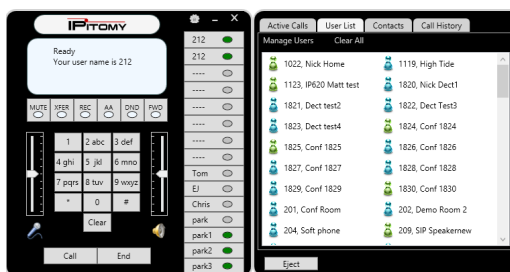 IPITOMY
Ready
Your user name is 212
MUTE XFER REC AA DND FWD
1 2 abc 3 def
4 ghi 5 jkl 6 mno
7 pqrs 8 tuv 9 wxyz
* 0 #
Clear
Call End
212
212
----
----
----
----
----
----
Tom
EJ
Chris
park
park1
park2
park3
Active Calls User List Contacts Call History
Manage Users Clear All
1022, Nick Home 1119, High Tide
1123, IP620 Matt test 1820, Nick Dect1
1821, Dect test2 1822, Dect Test3
1823, Dect test4 1824, Conf 1824
1825, Conf 1825 1826, Conf 1826
1827, Conf 1827 1828, Conf 1828
1829, Conf 1829 1830, Conf 1830
201, Conf Room 202, Demo Room 2
204, Soft phone 209, SIP Speakernew
Eject